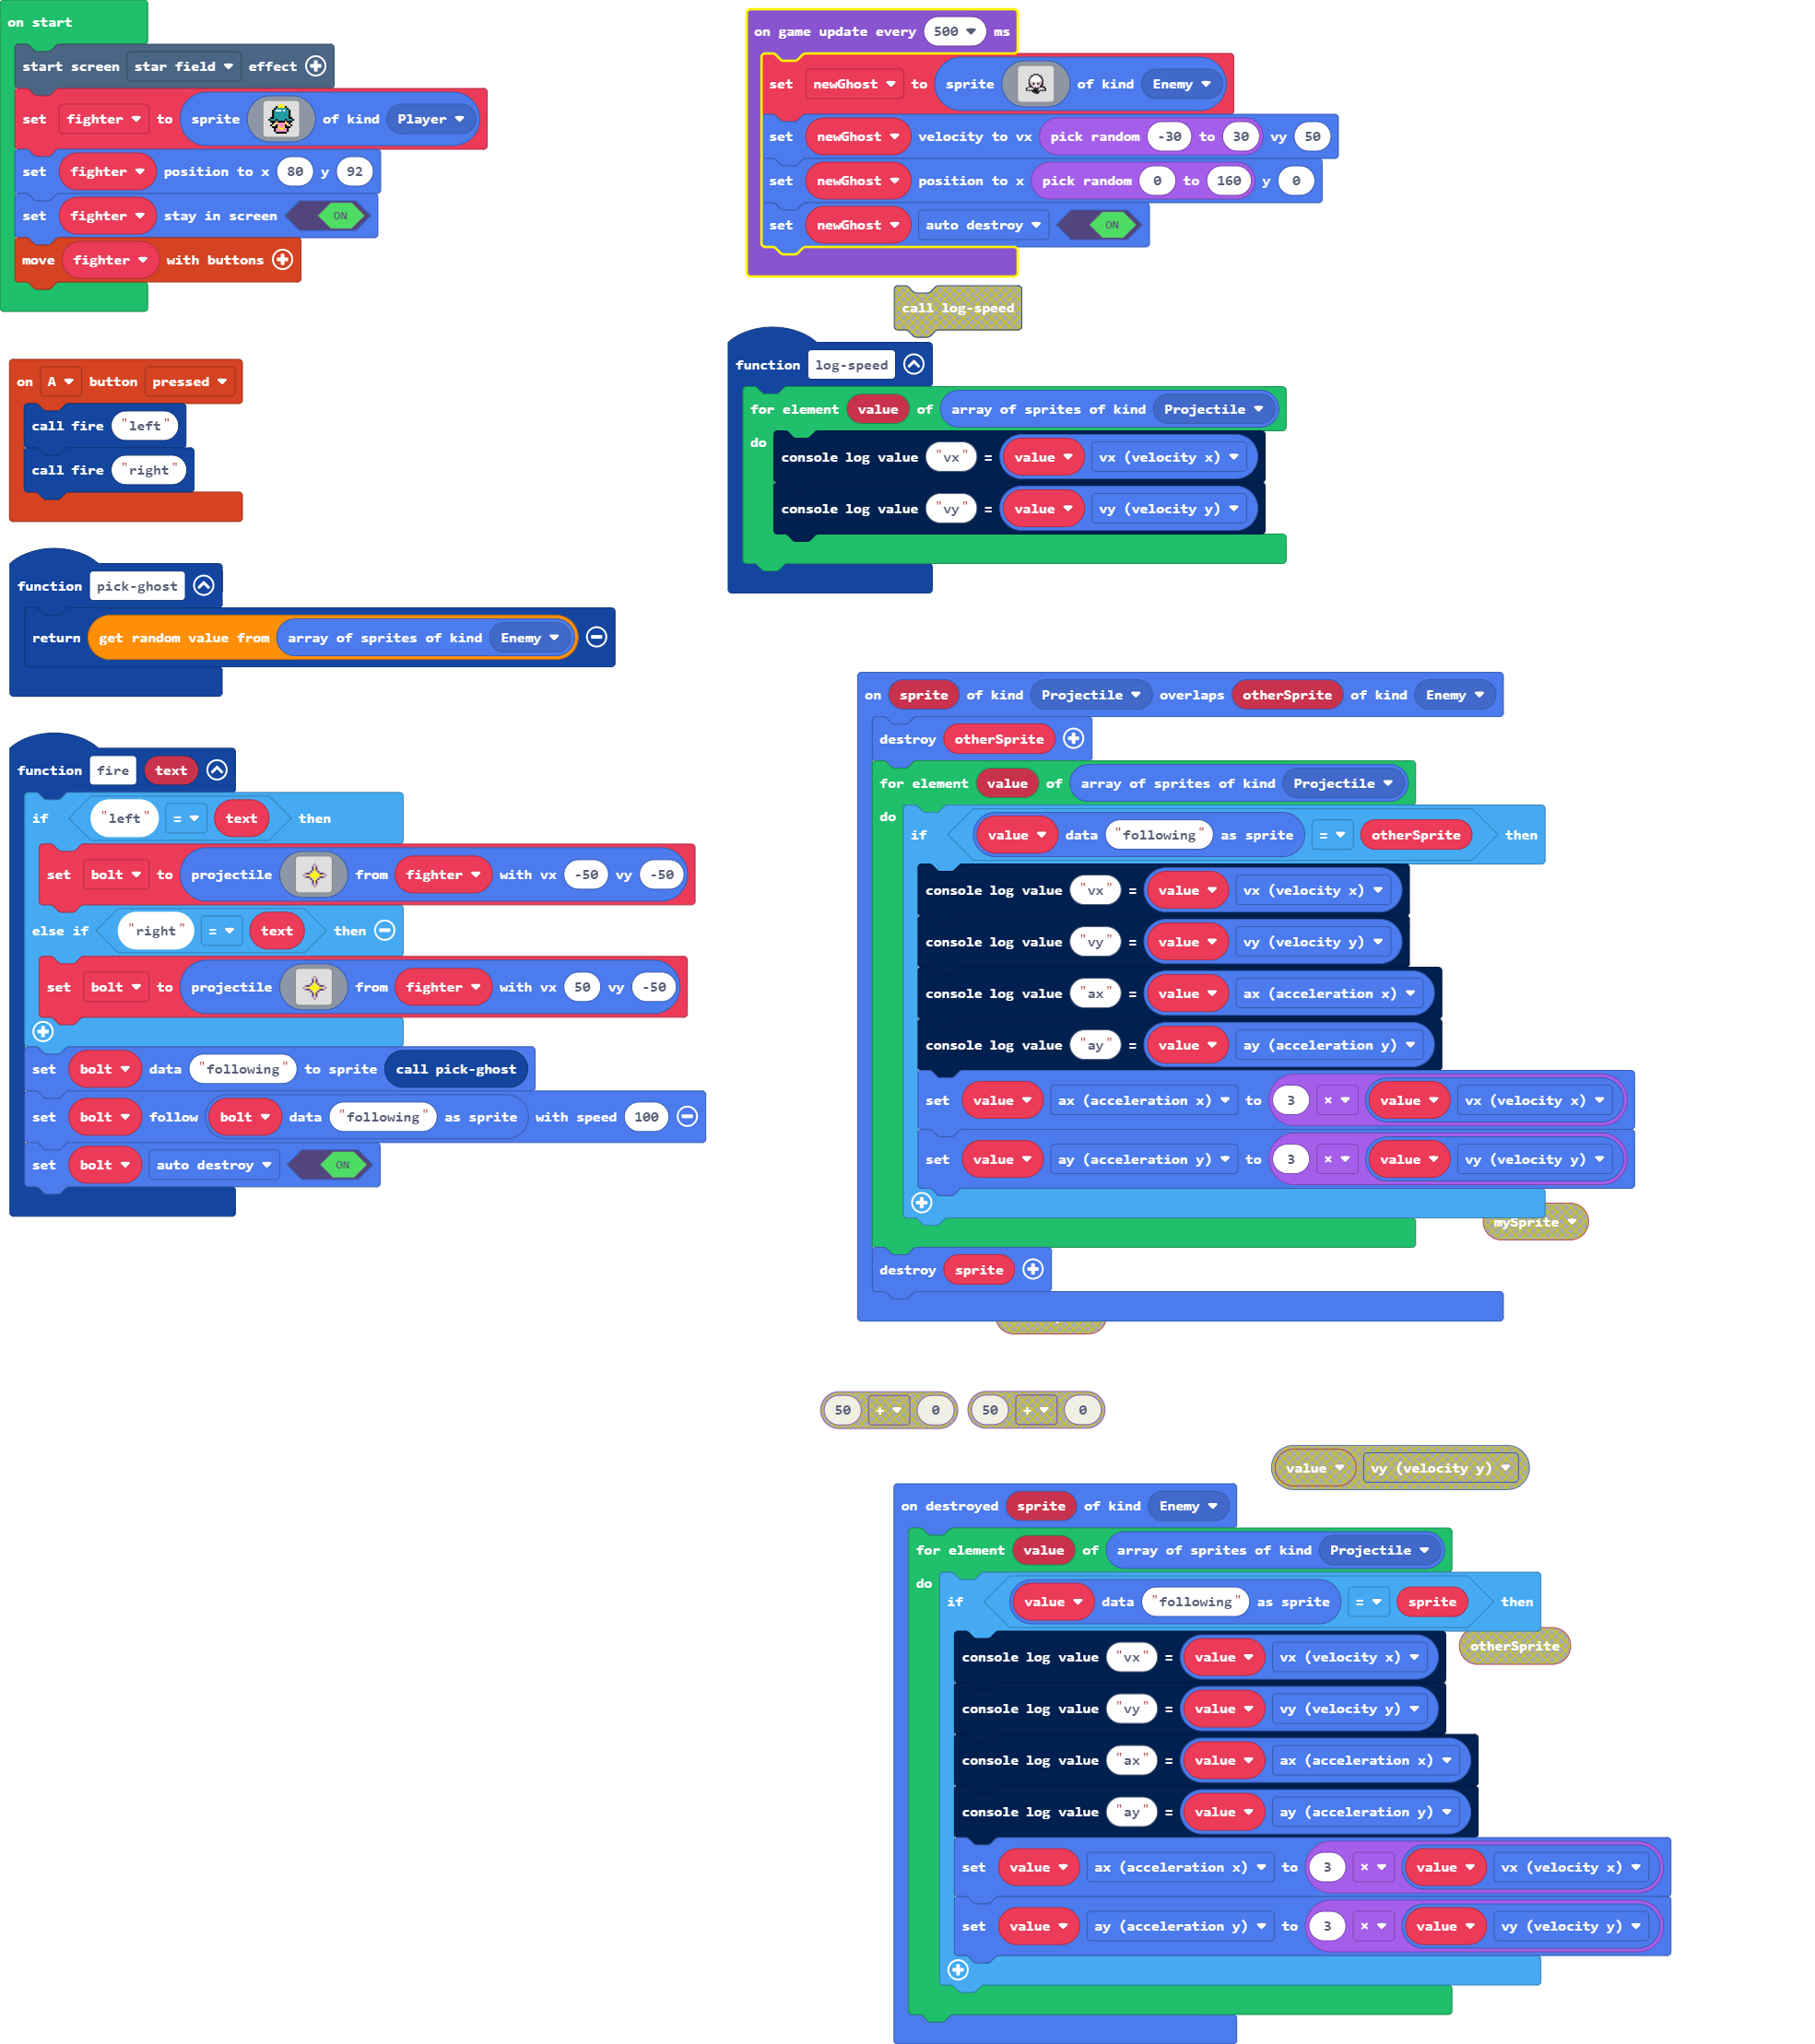 on start
start screen star field effect
set fighter to sprite of kind Player
set fighter position to x 80 y 92
set fighter stay in screen ON
move fighter with buttons
on A button pressed
call fire "left"
call fire "right"
function pick-ghost
return get random value from array of sprites of kind Enemy
function fire text
if "left" = text then
set bolt to projectile from fighter with vx -50 vy -50
else if "right" = text then
set bolt to projectile from fighter with vx 50 vy -50
set bolt data "following" to sprite call pick-ghost
set bolt follow bolt data "following" as sprite with speed 100
set bolt auto destroy ON
on game update every 500 ms
set newGhost to sprite of kind Enemy
set newGhost velocity to vx pick random -30 to 30 vy 50
set newGhost position to x pick random 0 to 160 y 0
set newGhost auto destroy ON
call log-speed
function log-speed
for element value of array of sprites of kind Projectile
do
console log value "vx" = value vx (velocity x)
console log value "vy" = value vy (velocity y)
on sprite of kind Projectile overlaps otherSprite of kind Enemy
destroy otherSprite
for element value of array of sprites of kind Projectile
do
if value data "following" as sprite = otherSprite then
console log value "vx" = value vx (velocity x)
console log value "vy" = value vy (velocity y)
console log value "ax" = value ax (acceleration x)
console log value "ay" = value ay (acceleration y)
set value ax (acceleration x) to 3 × value vx (velocity x)
set value ay (acceleration y) to 3 × value vy (velocity y)
mySprite
destroy sprite
50 + 0 50 + 0
value vy (velocity y)
on destroyed sprite of kind Enemy
for element value of array of sprites of kind Projectile
do
if value data "following" as sprite = sprite then
otherSprite
console log value "vx" = value vx (velocity x)
console log value "vy" = value vy (velocity y)
console log value "ax" = value ax (acceleration x)
console log value "ay" = value ay (acceleration y)
set value ax (acceleration x) to 3 × value vx (velocity x)
set value ay (acceleration y) to 3 × value vy (velocity y)